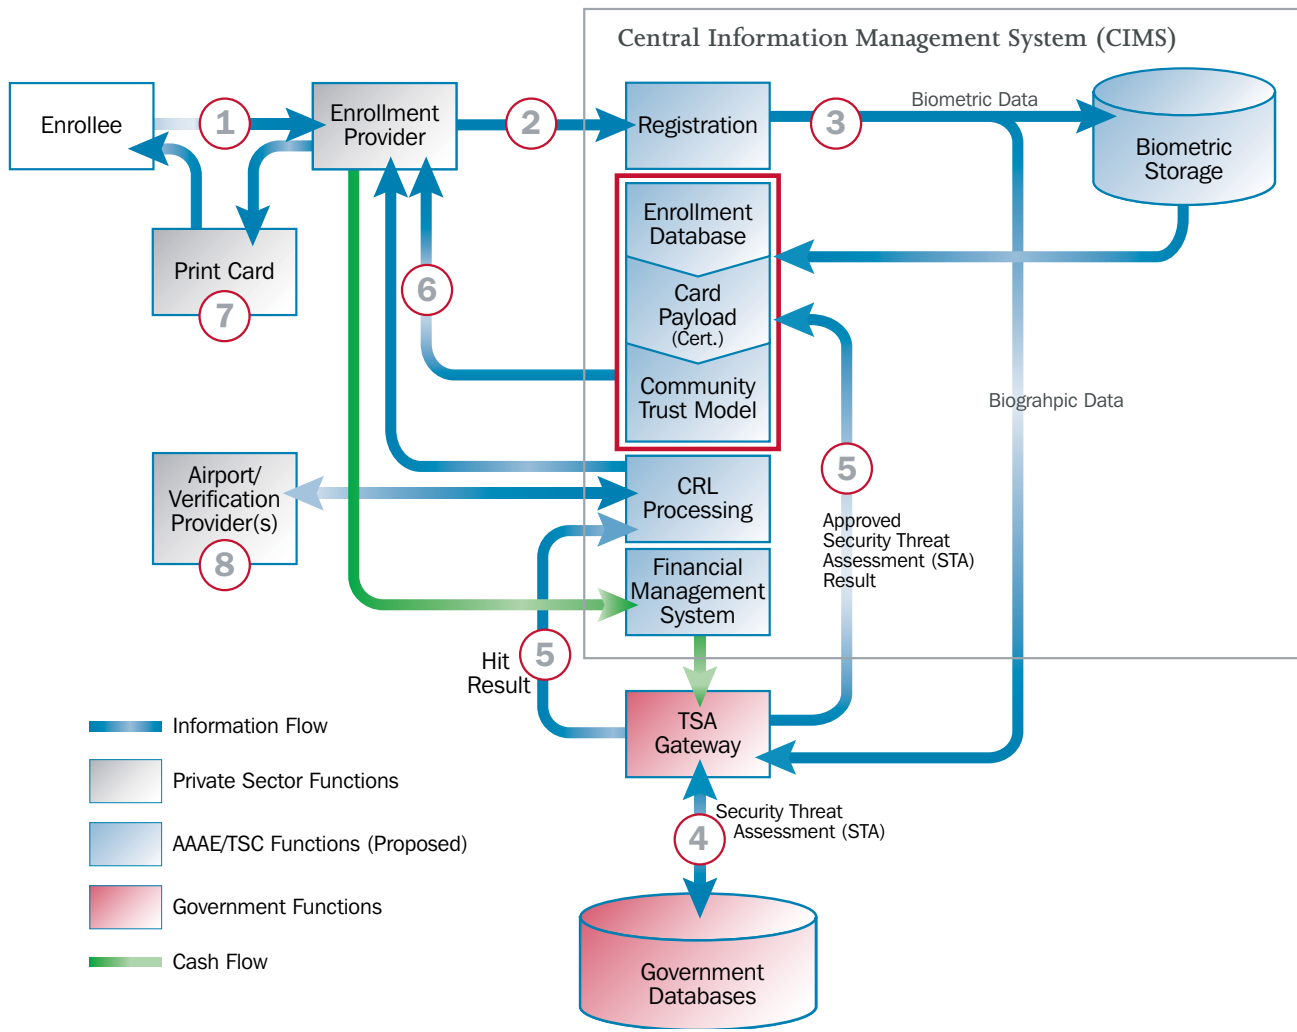 Central Information Management System (CIMS)
Enrollee
1
Enrollment
Provider
2
Registration
3
Biometric Data
Biometric
Storage
Enrollment
Database
Print Card
7
6
Card
Payload
(Cert.)
Community
Trust Model
Biograhpic Data
Airport/
Verification
Provider(s)
8
CRL
Processing
5
Approved
Security Threat
Assessment (STA)
Result
Financial
Management
System
5
Hit
Result
TSA
Gateway
Information Flow
Private Sector Functions
AAAE/TSC Functions (Proposed)
Government Functions
Cash Flow
4
Security Threat
Assessment (STA)
Government
Databases